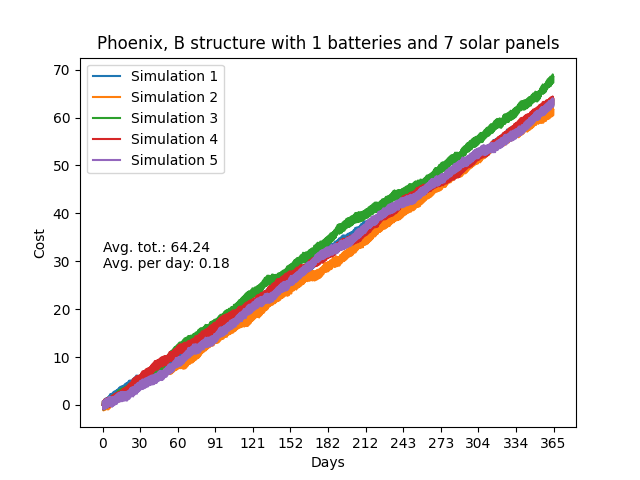 Phoenix, B structure with 1 batteries and 7 solar panels
Simulation 1
Simulation 2
Simulation 3
Simulation 4
Simulation 5
Avg. tot.: 64.24
Avg. per day: 0.18
Cost
70
60
50
40
30
20
10
0
0 30 60 91 121 152 182 212 243 273 304 334 365
Days